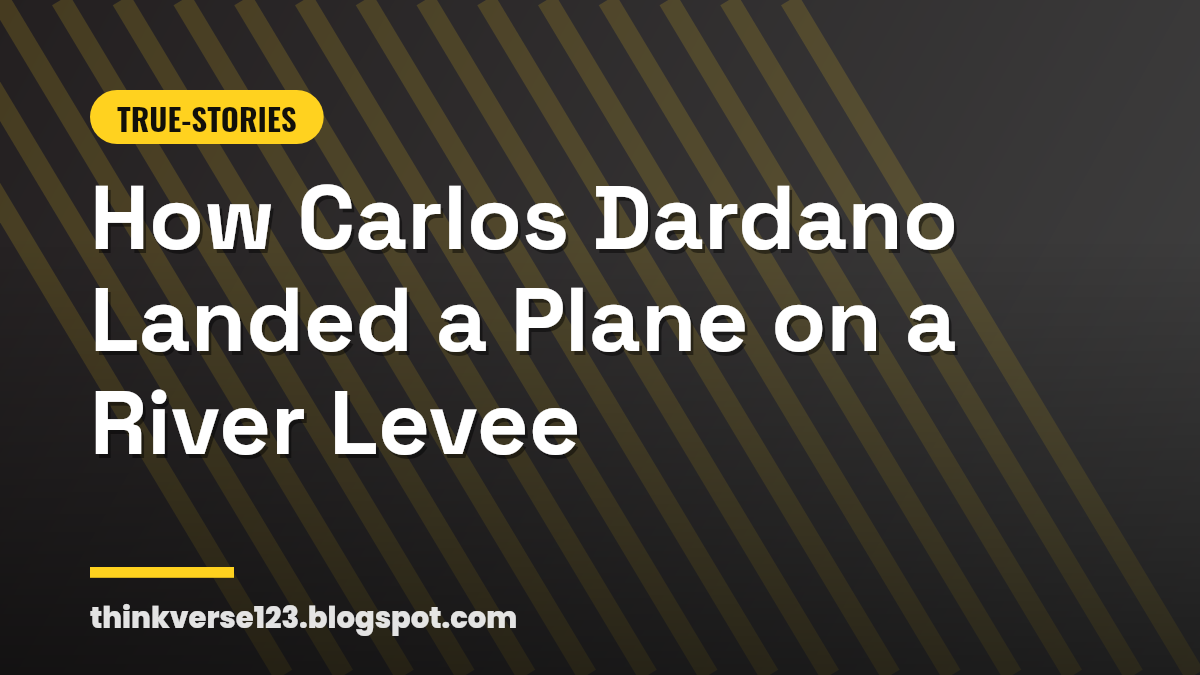 TRUE-STORIES
How Carlos Dardano
Landed a Plane on a
River Levee
thinkverse123.blogspot.com